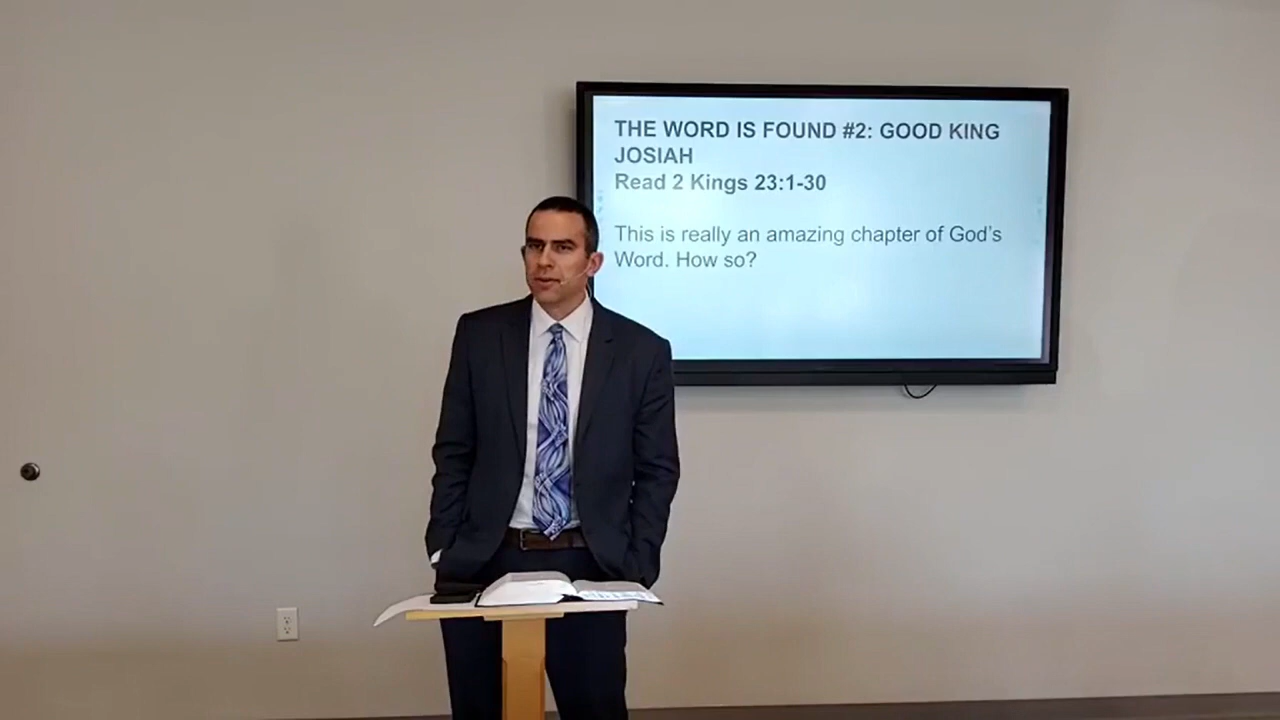 THE WORD IS FOUND #2: GOOD KING
JOSIAH
Read 2 Kings 23:1-30
This is really an amazing chapter of God's
Word. How so?